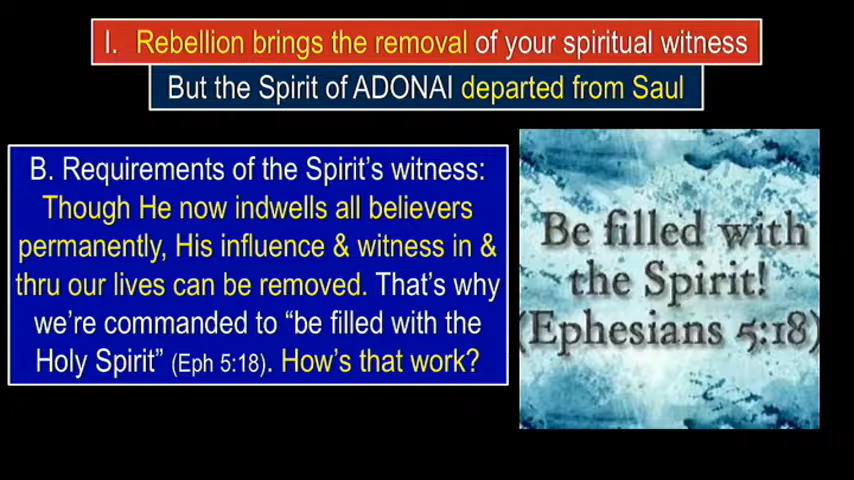 I. Rebellion brings the removal of your spiritual witness
But the Spirit of ADONAI departed from Saul
B. Requirements of the Spirit's witness:
Though He now indwells all believers
permanently, His influence & witness in &
thru our lives can be removed. That's why
we're commanded to “be filled with the
Holy Spirit” (Eph 5:18). How's that work?
Be filled with
the Spirit!
(Ephesians 5:18)